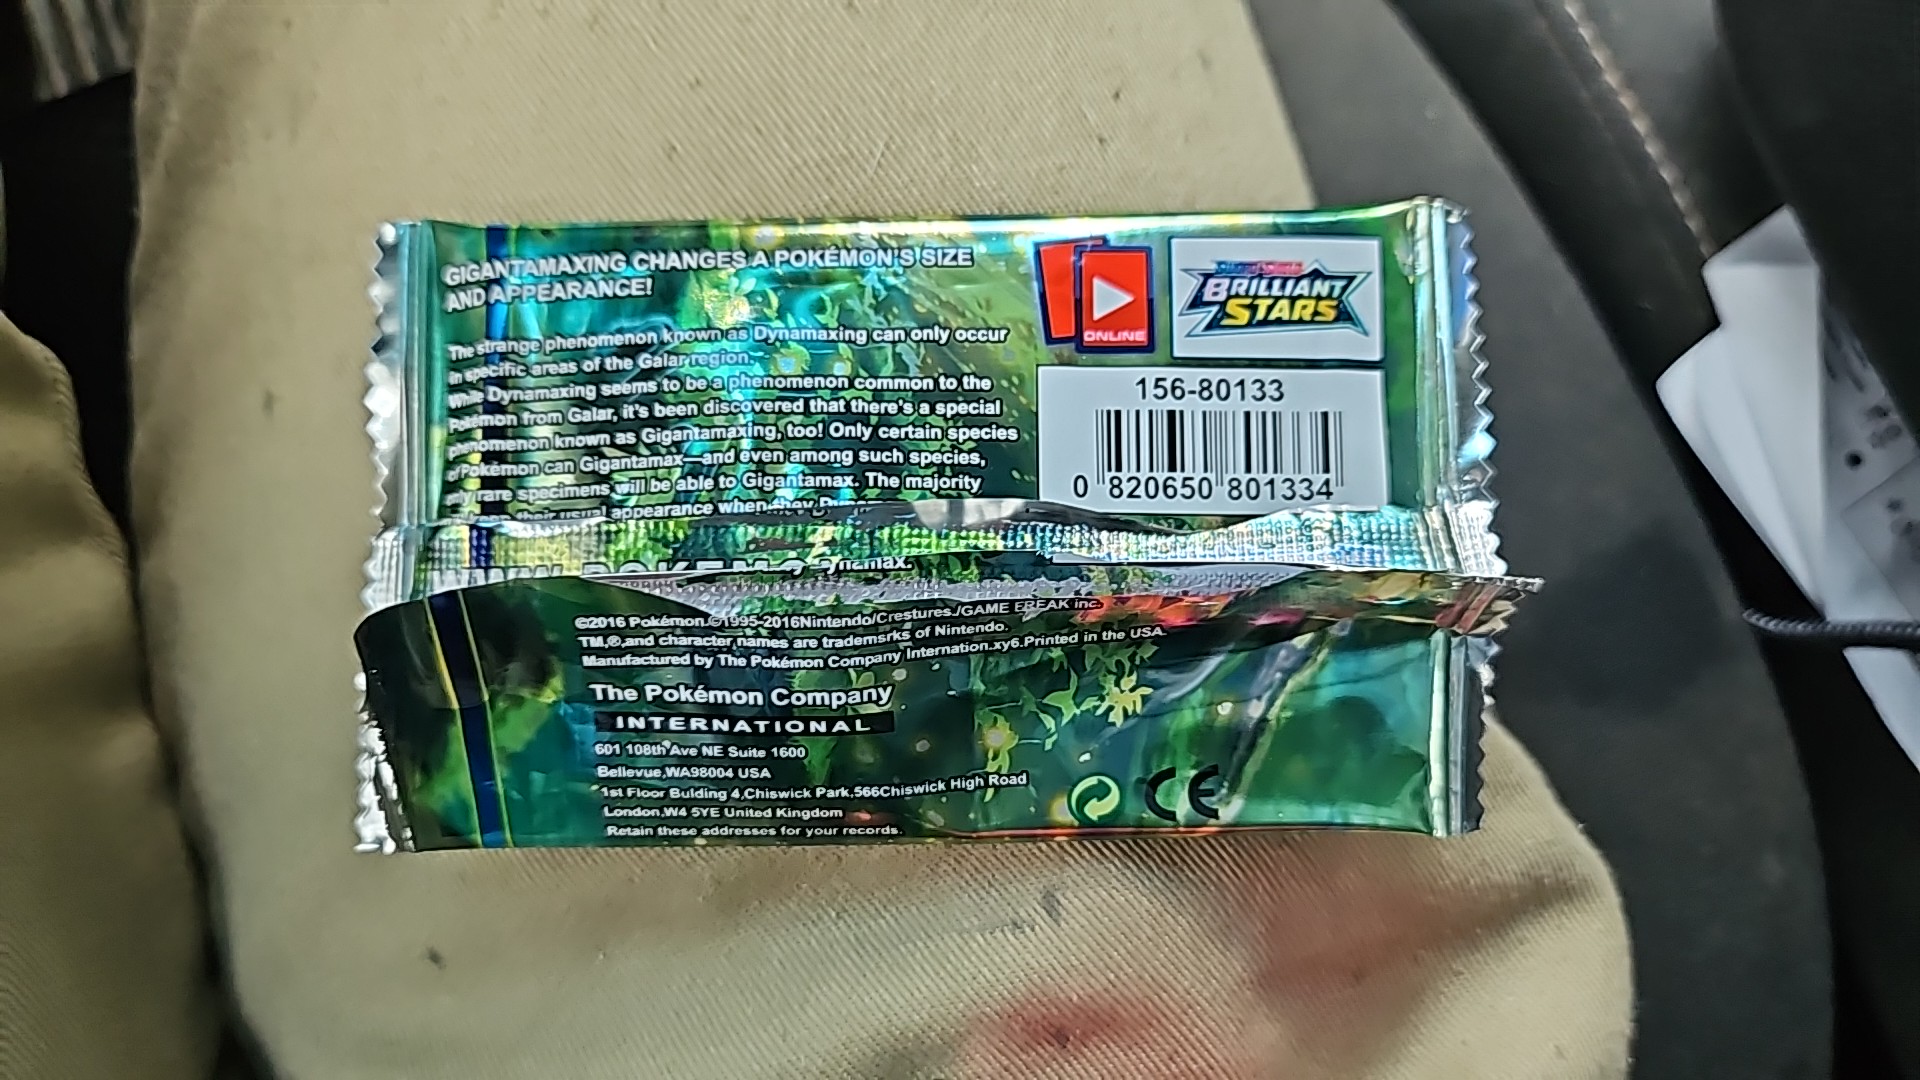 GIGANTAMAXING CHANGES A POKÉMON'S SIZE
AND APPEARANCE!
The strange phenomenon known as Dynamaxing can only occur
in specific areas of the Galar region.
While Dynamaxing seems to be a phenomenon common to the
Pokémon from Galar, it's been discovered that there's a special
phenomenon known as Gigantamaxing, too! Only certain species
of Pokémon can Gigantamax—and even among such species,
only rare specimens will be able to Gigantamax. The majority
their usual appearance when they
ONLINE
BRILLIANT
STARS
156-80133
0 820650 801334
©2016 Pokémon.©1995-2016Nintendo/Crestures./GAME FREAK inc.
TM,®,and character names are trademsrks of Nintendo.
Manufactured by The Pokémon Company Internation.xy6.Printed in the USA.
The Pokémon Company
INTERNATIONAL
601 108th Ave NE Suite 1600
Bellevue,WA98004 USA
1st Floor Bulding 4,Chiswick Park,566Chiswick High Road
London,W4 5YE United Kingdom
Retain these addresses for your records.
CE